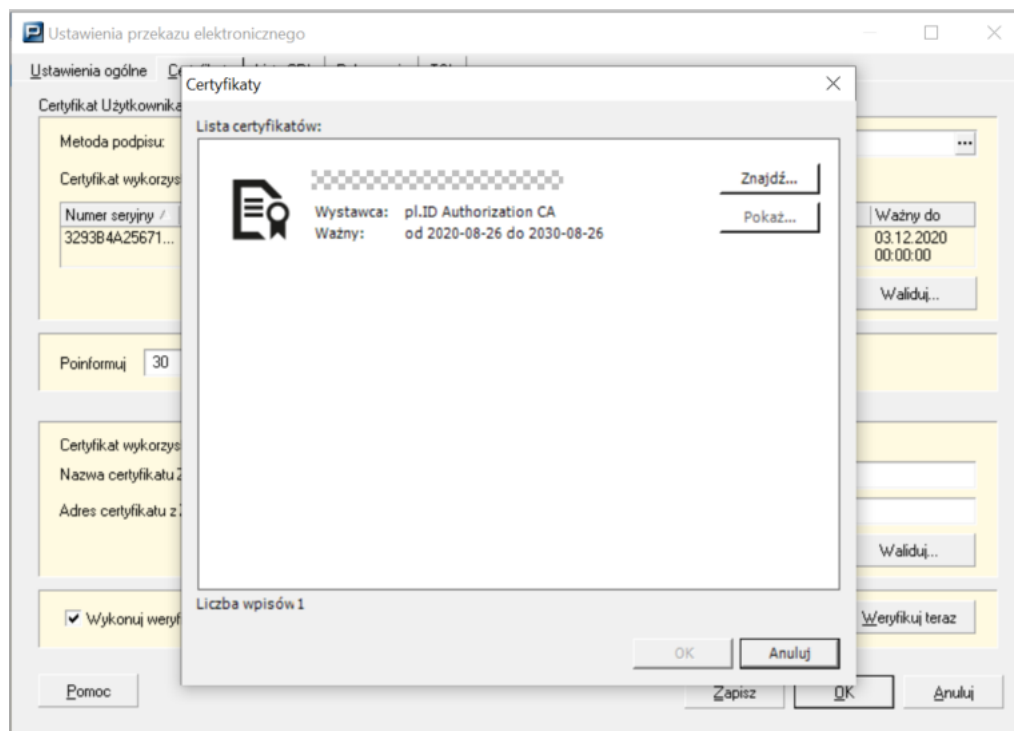 Ustawienia przekazu elektronicznego
Ustawienia ogólne
Certyfikaty
Certyfikat Użytkownika
Lista certyfikatów:
Metoda podpisu:
...
Znajdź...
Certyfikat wykorzys
Wystawca: pl.ID Authorization CA
Pokaż...
Numer seryjny
Ważny do
Ważny: od 2020-08-26 do 2030-08-26
3293B4A25671...
03.12.2020
00:00:00
Waliduj...
Poinformuj 30
Certyfikat wykorzys
Nazwa certyfikatu Z
Adres certyfikatu z
Waliduj...
Liczba wpisów 1
Wykonuj weryf
Weryfikuj teraz
OK Anuluj
Pomoc
Zapisz OK Anuluj